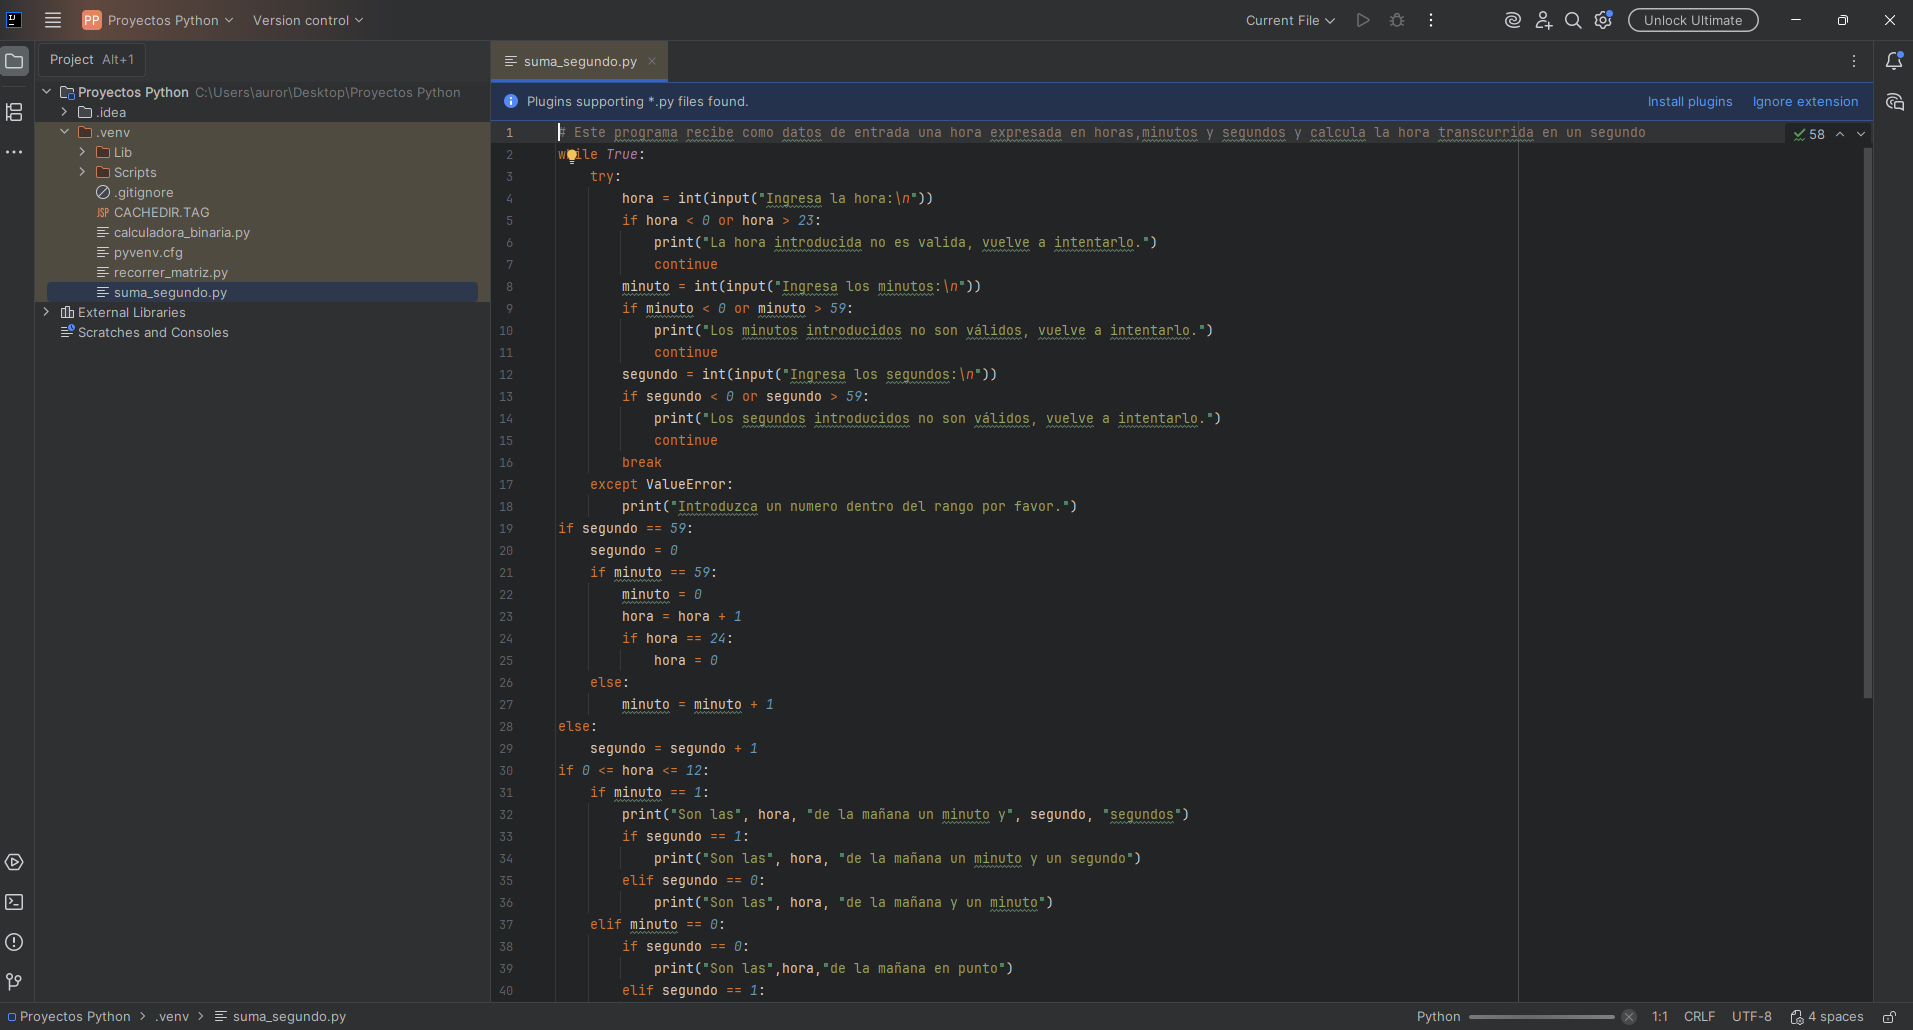 PP Proyectos Python Version control Current File Unlock Ultimate
Project Alt+1
suma_segundo.py
Proyectos Python C:\Users\auror\Desktop\Proyectos Python
.idea
.venv
Lib
Scripts
.gitignore
JSP CACHEDIR.TAG
calculadora_binaria.py
pyvenv.cfg
recorrer_matriz.py
suma_segundo.py
External Libraries
Scratches and Consoles
Plugins supporting *.py files found. Install plugins Ignore extension
58
1 # Este programa recibe como datos de entrada una hora expresada en horas,minutos y segundos y calcula la hora transcurrida en un segundo
2 while True:
3 try:
4 hora = int(input("Ingresa la hora:\n"))
5 if hora < 0 or hora > 23:
6 print("La hora introducida no es valida, vuelve a intentarlo.")
7 continue
8 minuto = int(input("Ingresa los minutos:\n"))
9 if minuto < 0 or minuto > 59:
10 print("Los minutos introducidos no son válidos, vuelve a intentarlo.")
11 continue
12 segundo = int(input("Ingresa los segundos:\n"))
13 if segundo < 0 or segundo > 59:
14 print("Los segundos introducidos no son válidos, vuelve a intentarlo.")
15 continue
16 break
17 except ValueError:
18 print("Introduzca un numero dentro del rango por favor.")
19 if segundo == 59:
20 segundo = 0
21 if minuto == 59:
22 minuto = 0
23 hora = hora + 1
24 if hora == 24:
25 hora = 0
26 else:
27 minuto = minuto + 1
28 else:
29 segundo = segundo + 1
30 if 0 <= hora <= 12:
31 if minuto == 1:
32 print("Son las", hora, "de la mañana un minuto y", segundo, "segundos")
33 if segundo == 1:
34 print("Son las", hora, "de la mañana un minuto y un segundo")
35 elif segundo == 0:
36 print("Son las", hora, "de la mañana y un minuto")
37 elif minuto == 0:
38 if segundo == 0:
39 print("Son las",hora,"de la mañana en punto")
40 elif segundo == 1:
Proyectos Python > .venv > suma_segundo.py Python 1:1 CRLF UTF-8 4 spaces